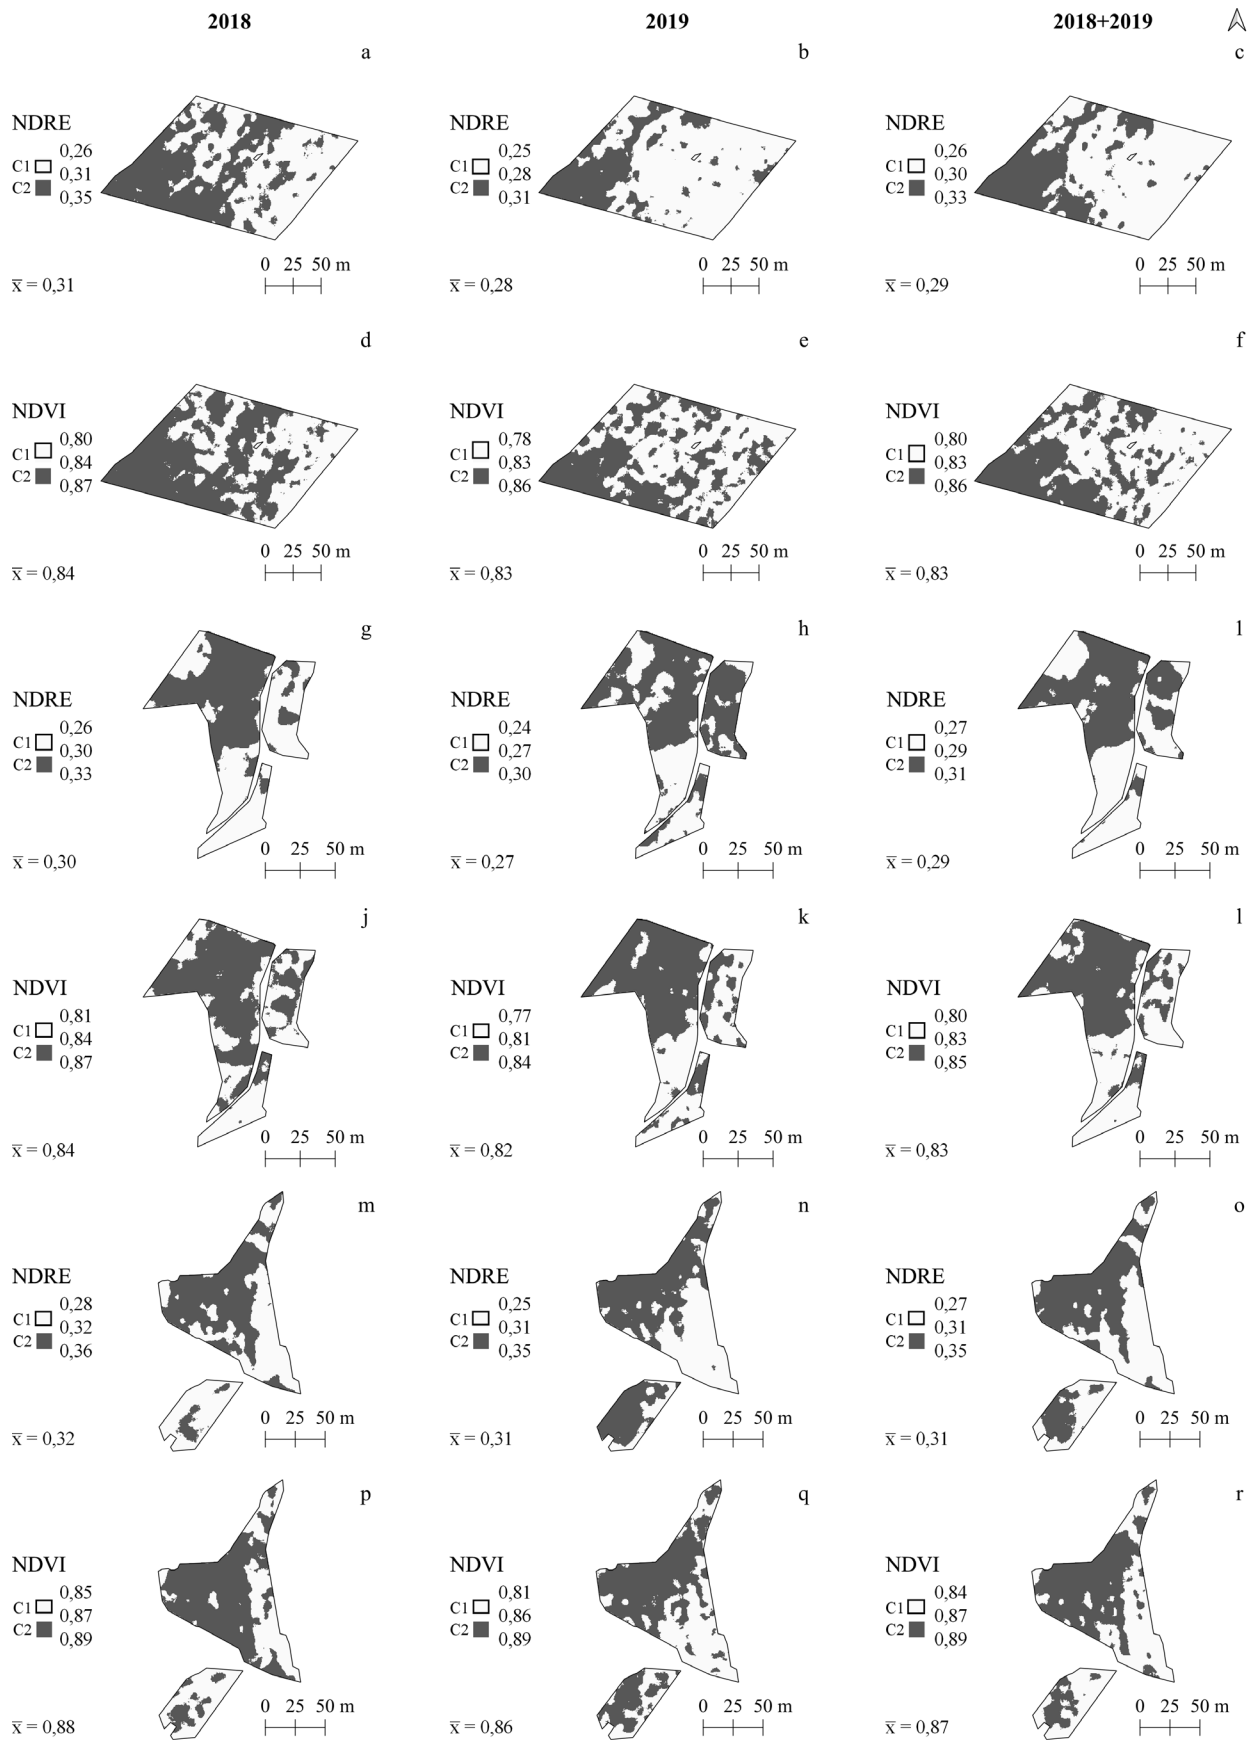 2018 2019 2018+2019
a b c
NDRE NDRE NDRE
0,26 0,25 0,26
C1 0,31 C1 0,28 C1 0,30
C2 0,35 C2 0,31 C2 0,33
0 25 50 m 0 25 50 m 0 25 50 m
x̅ = 0,31 x̅ = 0,28 x̅ = 0,29
d e f
NDVI NDVI NDVI
0,80 0,78 0,80
C1 0,84 C1 0,83 C1 0,83
C2 0,87 C2 0,86 C2 0,86
0 25 50 m 0 25 50 m 0 25 50 m
x̅ = 0,84 x̅ = 0,83 x̅ = 0,83
g h l
NDRE NDRE NDRE
0,26 0,24 0,27
C1 0,30 C1 0,27 C1 0,29
C2 0,33 C2 0,30 C2 0,31
0 25 50 m 0 25 50 m 0 25 50 m
x̅ = 0,30 x̅ = 0,27 x̅ = 0,29
j k l
NDVI NDVI NDVI
0,81 0,77 0,80
C1 0,84 C1 0,81 C1 0,83
C2 0,87 C2 0,84 C2 0,85
0 25 50 m 0 25 50 m 0 25 50 m
x̅ = 0,84 x̅ = 0,82 x̅ = 0,83
m n o
NDRE NDRE NDRE
0,28 0,25 0,27
C1 0,32 C1 0,31 C1 0,31
C2 0,36 C2 0,35 C2 0,35
0 25 50 m 0 25 50 m 0 25 50 m
x̅ = 0,32 x̅ = 0,31 x̅ = 0,31
p q r
NDVI NDVI NDVI
0,85 0,81 0,84
C1 0,87 C1 0,86 C1 0,87
C2 0,89 C2 0,89 C2 0,89
0 25 50 m 0 25 50 m 0 25 50 m
x̅ = 0,88 x̅ = 0,86 x̅ = 0,87